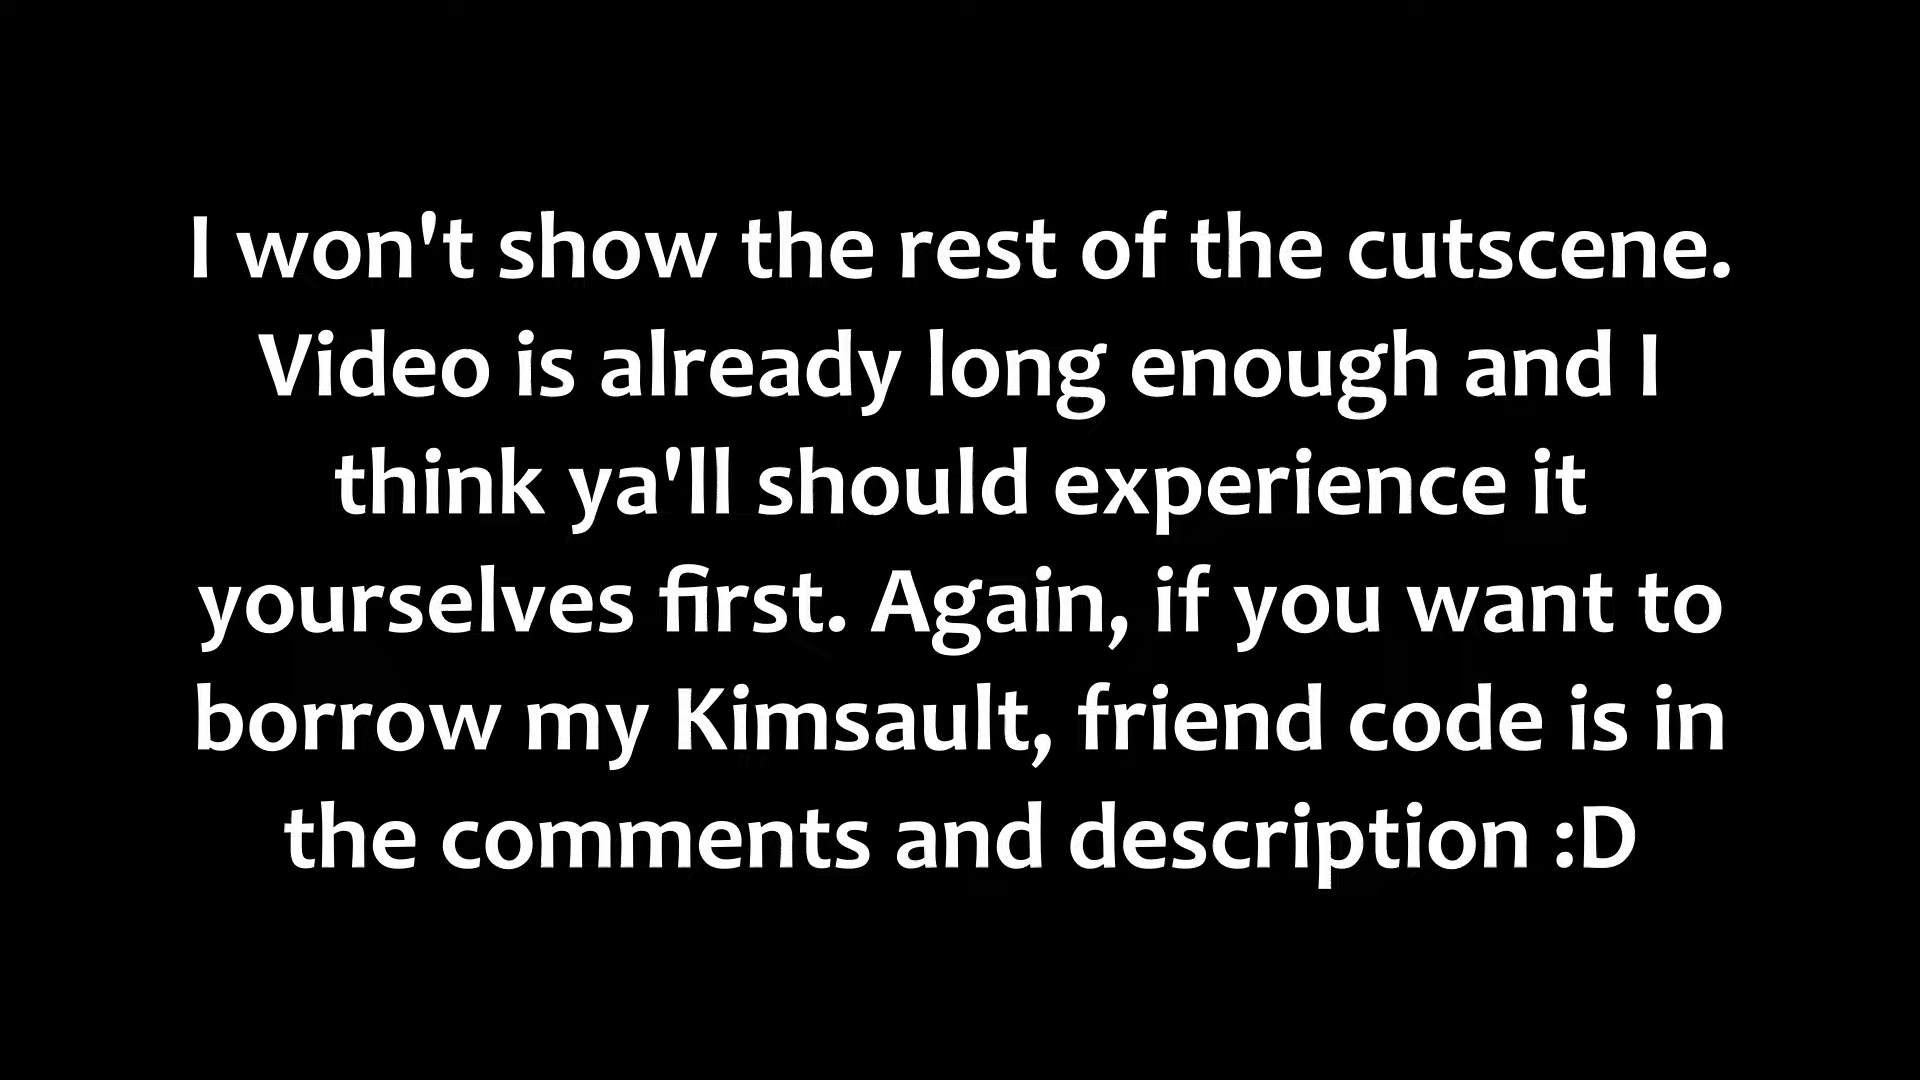 I won't show the rest of the cutscene.
Video is already long enough and I
think ya'll should experience it
yourselves first. Again, if you want to
borrow my Kimsault, friend code is in
the comments and description :D